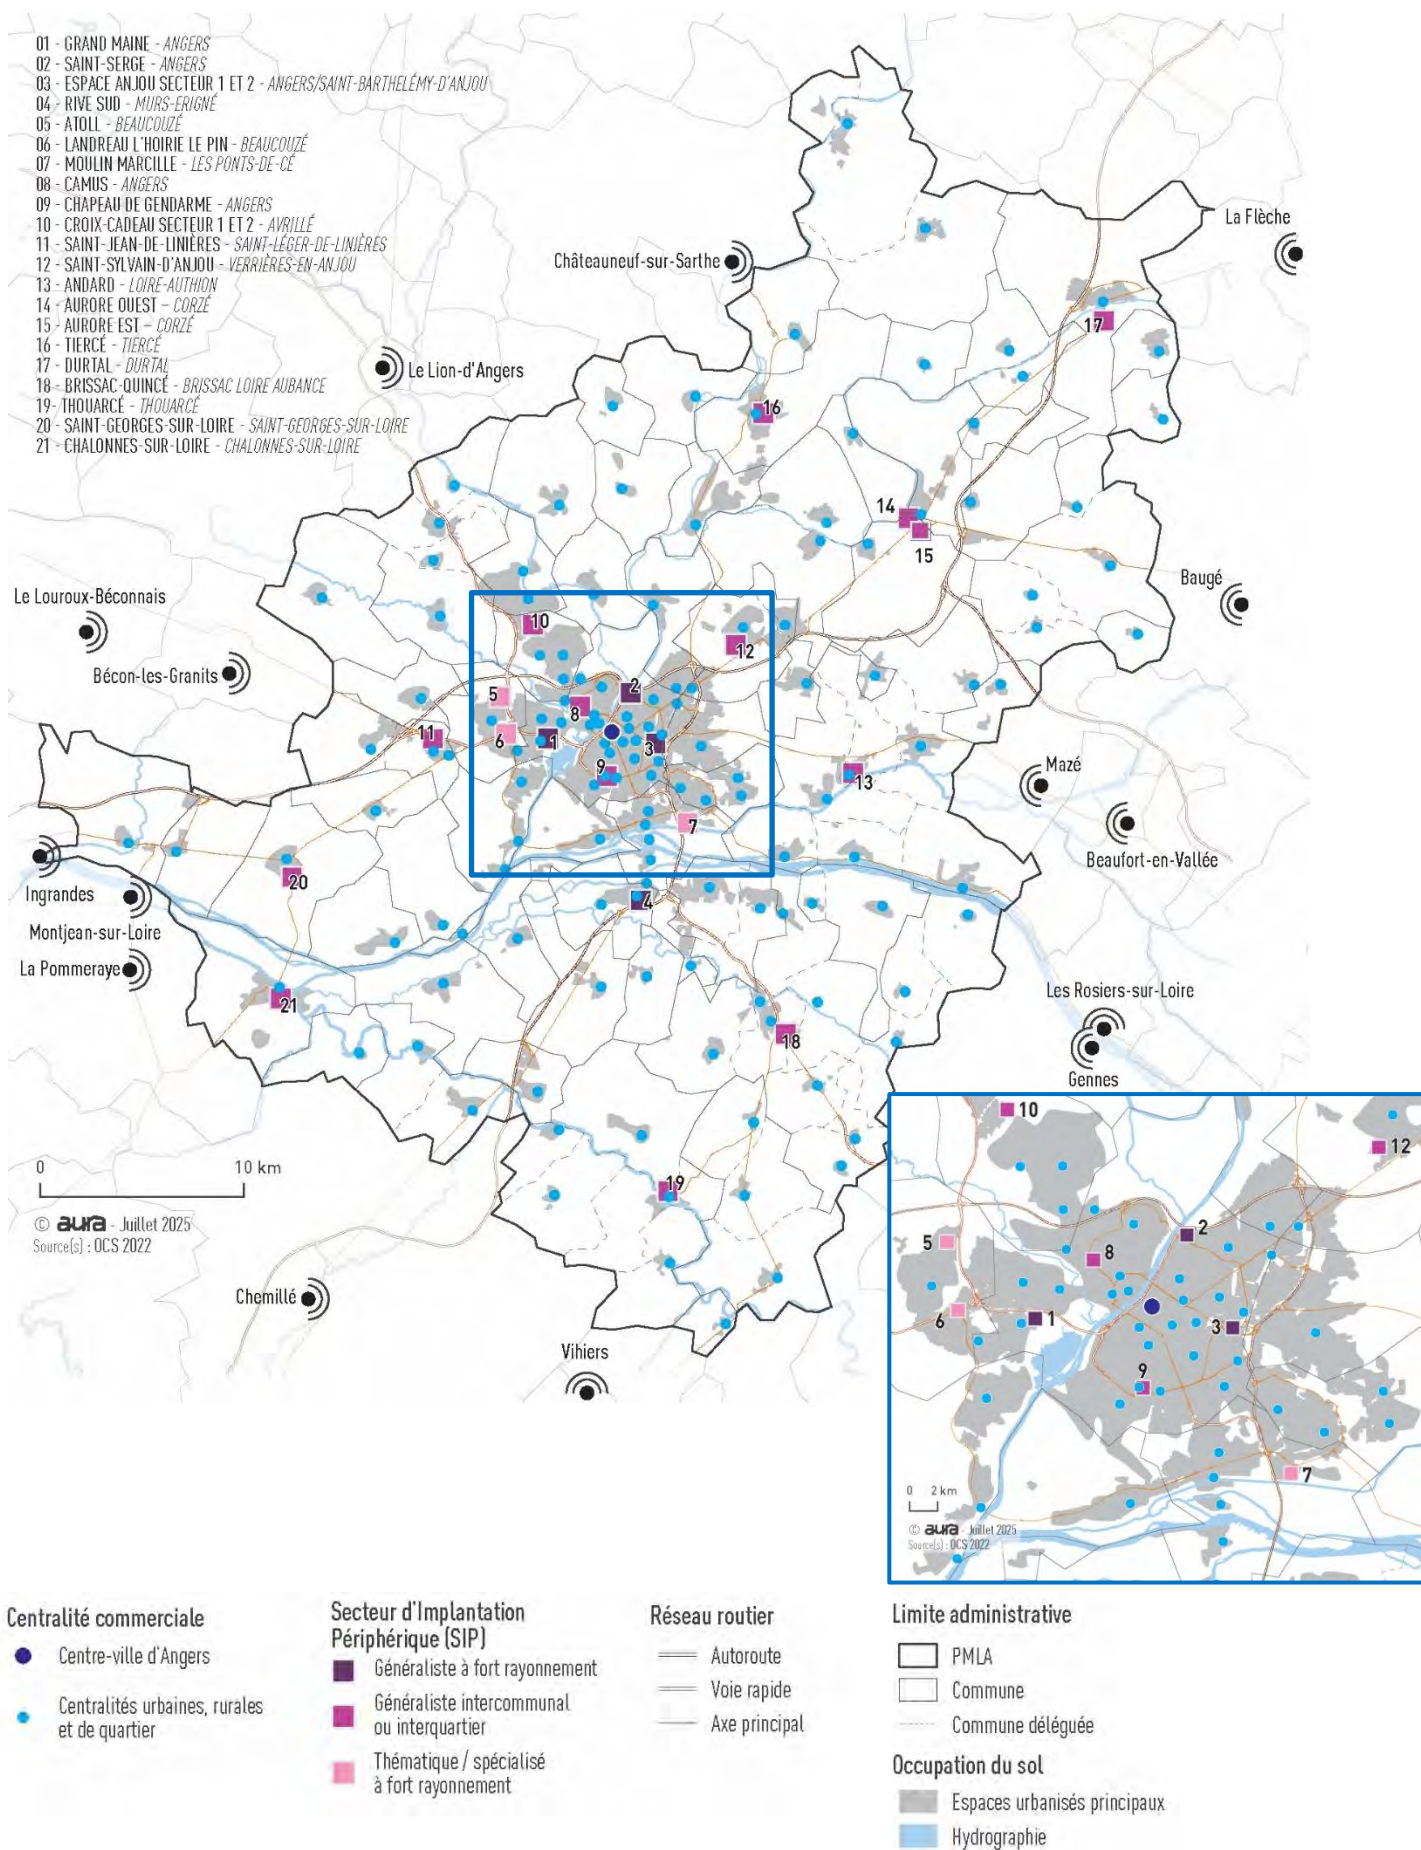 01 - GRAND MAINE - ANGERS
02 - SAINT-SERGE - ANGERS
03 - ESPACE ANJOU SECTEUR 1 ET 2 - ANGERS/SAINT-BARTHELÉMY-D'ANJOU
04 - RIVE SUD - MURS-ERIGNÉ
05 - ATOLL - BEAUCOUZÉ
06 - LANDREAU L'HOIRIE LE PIN - BEAUCOUZÉ
07 - MOULIN MARCILLE - LES PONTS-DE-CÉ
08 - CAMUS - ANGERS
09 - CHAPEAU DE GENDARME - ANGERS
10 - CROIX-CADEAU SECTEUR 1 ET 2 - AVRILLÉ
11 - SAINT-JEAN-DE-LINIÈRES - SAINT-LÉGER-DE-LINIÈRES
12 - SAINT-SYLVAIN-D'ANJOU - VERRIÈRES-EN-ANJOU
13 - ANDARD - LOIRE-AUTHION
14 - AURORE OUEST – CORZÉ
15 - AURORE EST – CORZÉ
16 - TIERCÉ - TIERCÉ
17 - DURTAL - DURTAL
18 - BRISSAC-QUINCÉ - BRISSAC LOIRE AUBANCE
19 - THOUARCÉ - THOUARCÉ
20 - SAINT-GEORGES-SUR-LOIRE - SAINT-GEORGES-SUR-LOIRE
21 - CHALONNES-SUR-LOIRE - CHALONNES-SUR-LOIRE
La Flèche
Châteauneuf-sur-Sarthe
17
Le Lion-d'Angers
16
14
15
Baugé
Le Louroux-Béconnais
10
12
Bécon-les-Granits
5
2
8
11
6
1
3
9
13
Mazé
7
Beaufort-en-Vallée
20
Ingrandes
4
Montjean-sur-Loire
La Pommeraye
21
Les Rosiers-sur-Loire
18
Gennes
0 10 km
19
© aura - Juillet 2025
Source(s) : OCS 2022
Chemillé
Vihiers
10
12
2
5
8
6
1
3
9
7
0 2 km
© aura - Juillet 2025
Source(s) : OCS 2022
Centralité commerciale
Centre-ville d'Angers
Centralités urbaines, rurales
et de quartier
Secteur d'Implantation
Périphérique (SIP)
Généraliste à fort rayonnement
Généraliste intercommunal
ou interquartier
Thématique / spécialisé
à fort rayonnement
Réseau routier
Autoroute
Voie rapide
Axe principal
Limite administrative
PMLA
Commune
Commune déléguée
Occupation du sol
Espaces urbanisés principaux
Hydrographie